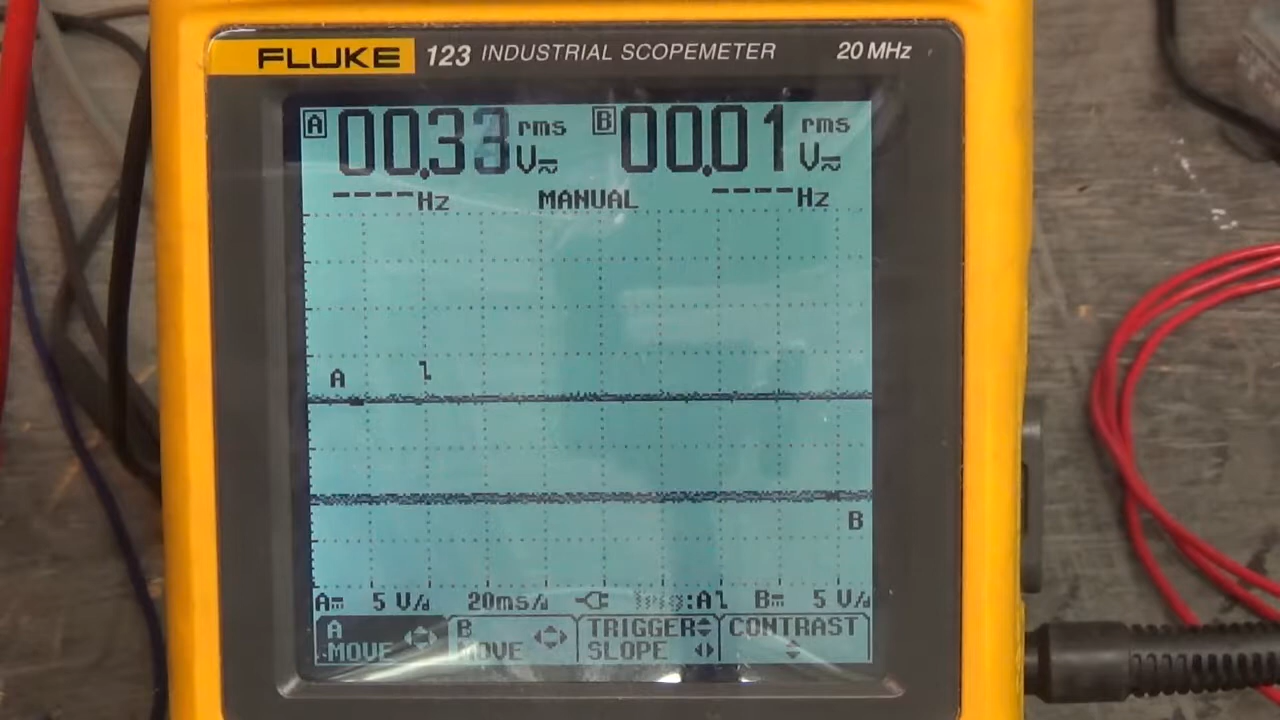 FLUKE 123 INDUSTRIAL SCOPEMETER 20 MHz
A 00.33 rms V B 00.01 rms V
----Hz MANUAL ----Hz
A
B
A 5 V/d 20ms/d Trig:A B 5 V/d
A MOVE B MOVE TRIGGER SLOPE CONTRAST